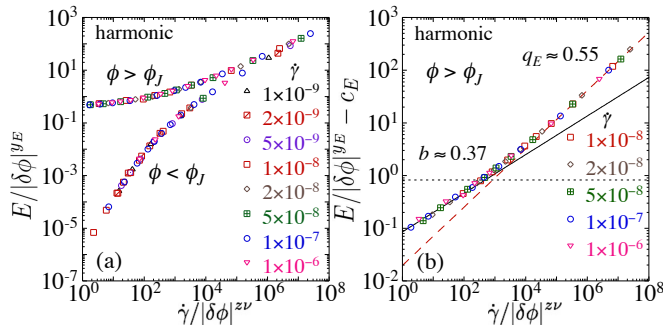 harmonic
ϕ > ϕ_J
γ̇
1×10⁻⁹
2×10⁻⁹
5×10⁻⁹
1×10⁻⁸
2×10⁻⁸
5×10⁻⁸
1×10⁻⁷
1×10⁻⁶
ϕ < ϕ_J
(a)
E/|δϕ|^{y_E}
10³
10¹
10⁻¹
10⁻³
10⁻⁵
10⁻⁷
10⁰ 10² 10⁴ 10⁶ 10⁸
γ̇/|δϕ|^{zν}
harmonic
q_E ≈ 0.55
ϕ > ϕ_J
γ̇
b ≈ 0.37
1×10⁻⁸
2×10⁻⁸
5×10⁻⁸
1×10⁻⁷
1×10⁻⁶
(b)
E/|δϕ|^{y_E} − c_E
10³
10²
10¹
10⁰
10⁻¹
10⁻²
10⁰ 10² 10⁴ 10⁶ 10⁸
γ̇/|δϕ|^{zν}